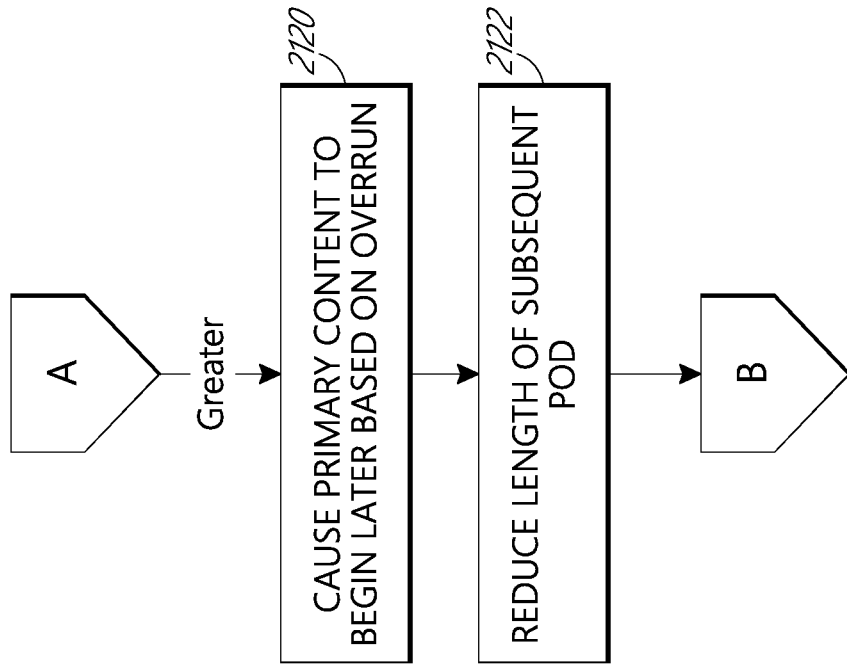 A
Greater
2120
CAUSE PRIMARY CONTENT TO
BEGIN LATER BASED ON OVERRUN
2122
REDUCE LENGTH OF SUBSEQUENT
POD
B